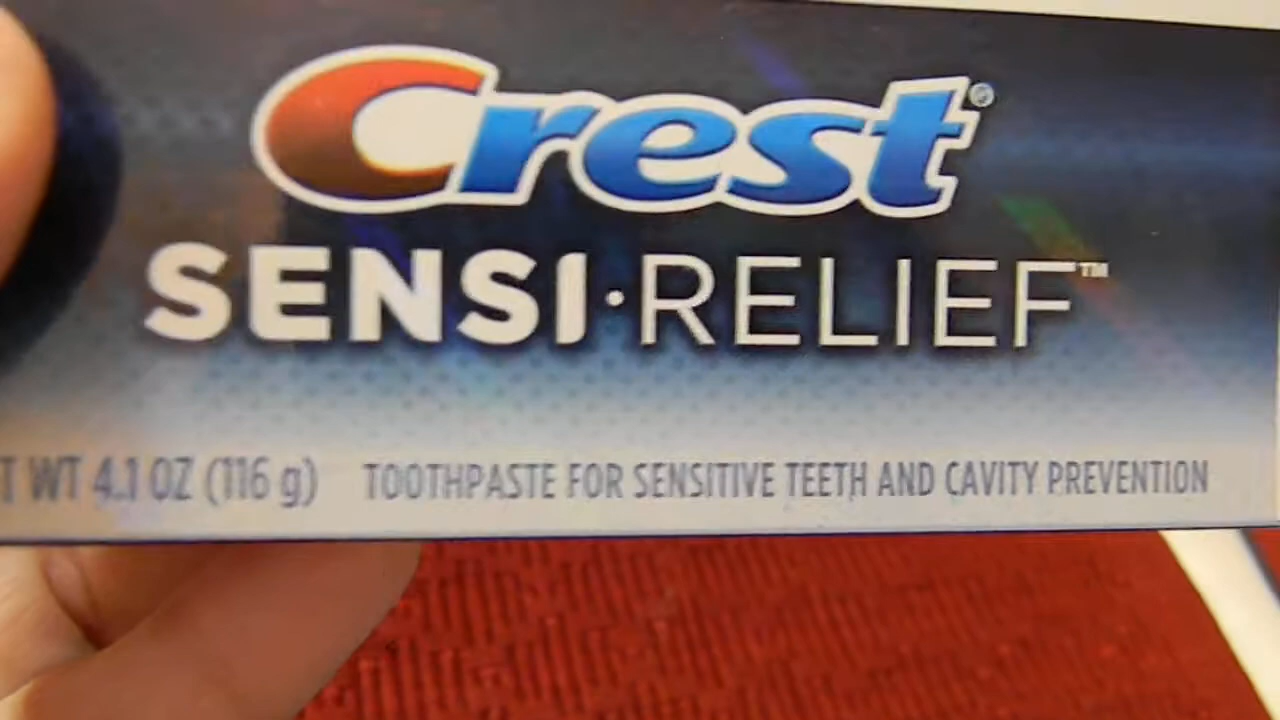 Crest®
SENSI·RELIEF™
T WT 4.1 OZ (116 g) TOOTHPASTE FOR SENSITIVE TEETH AND CAVITY PREVENTION